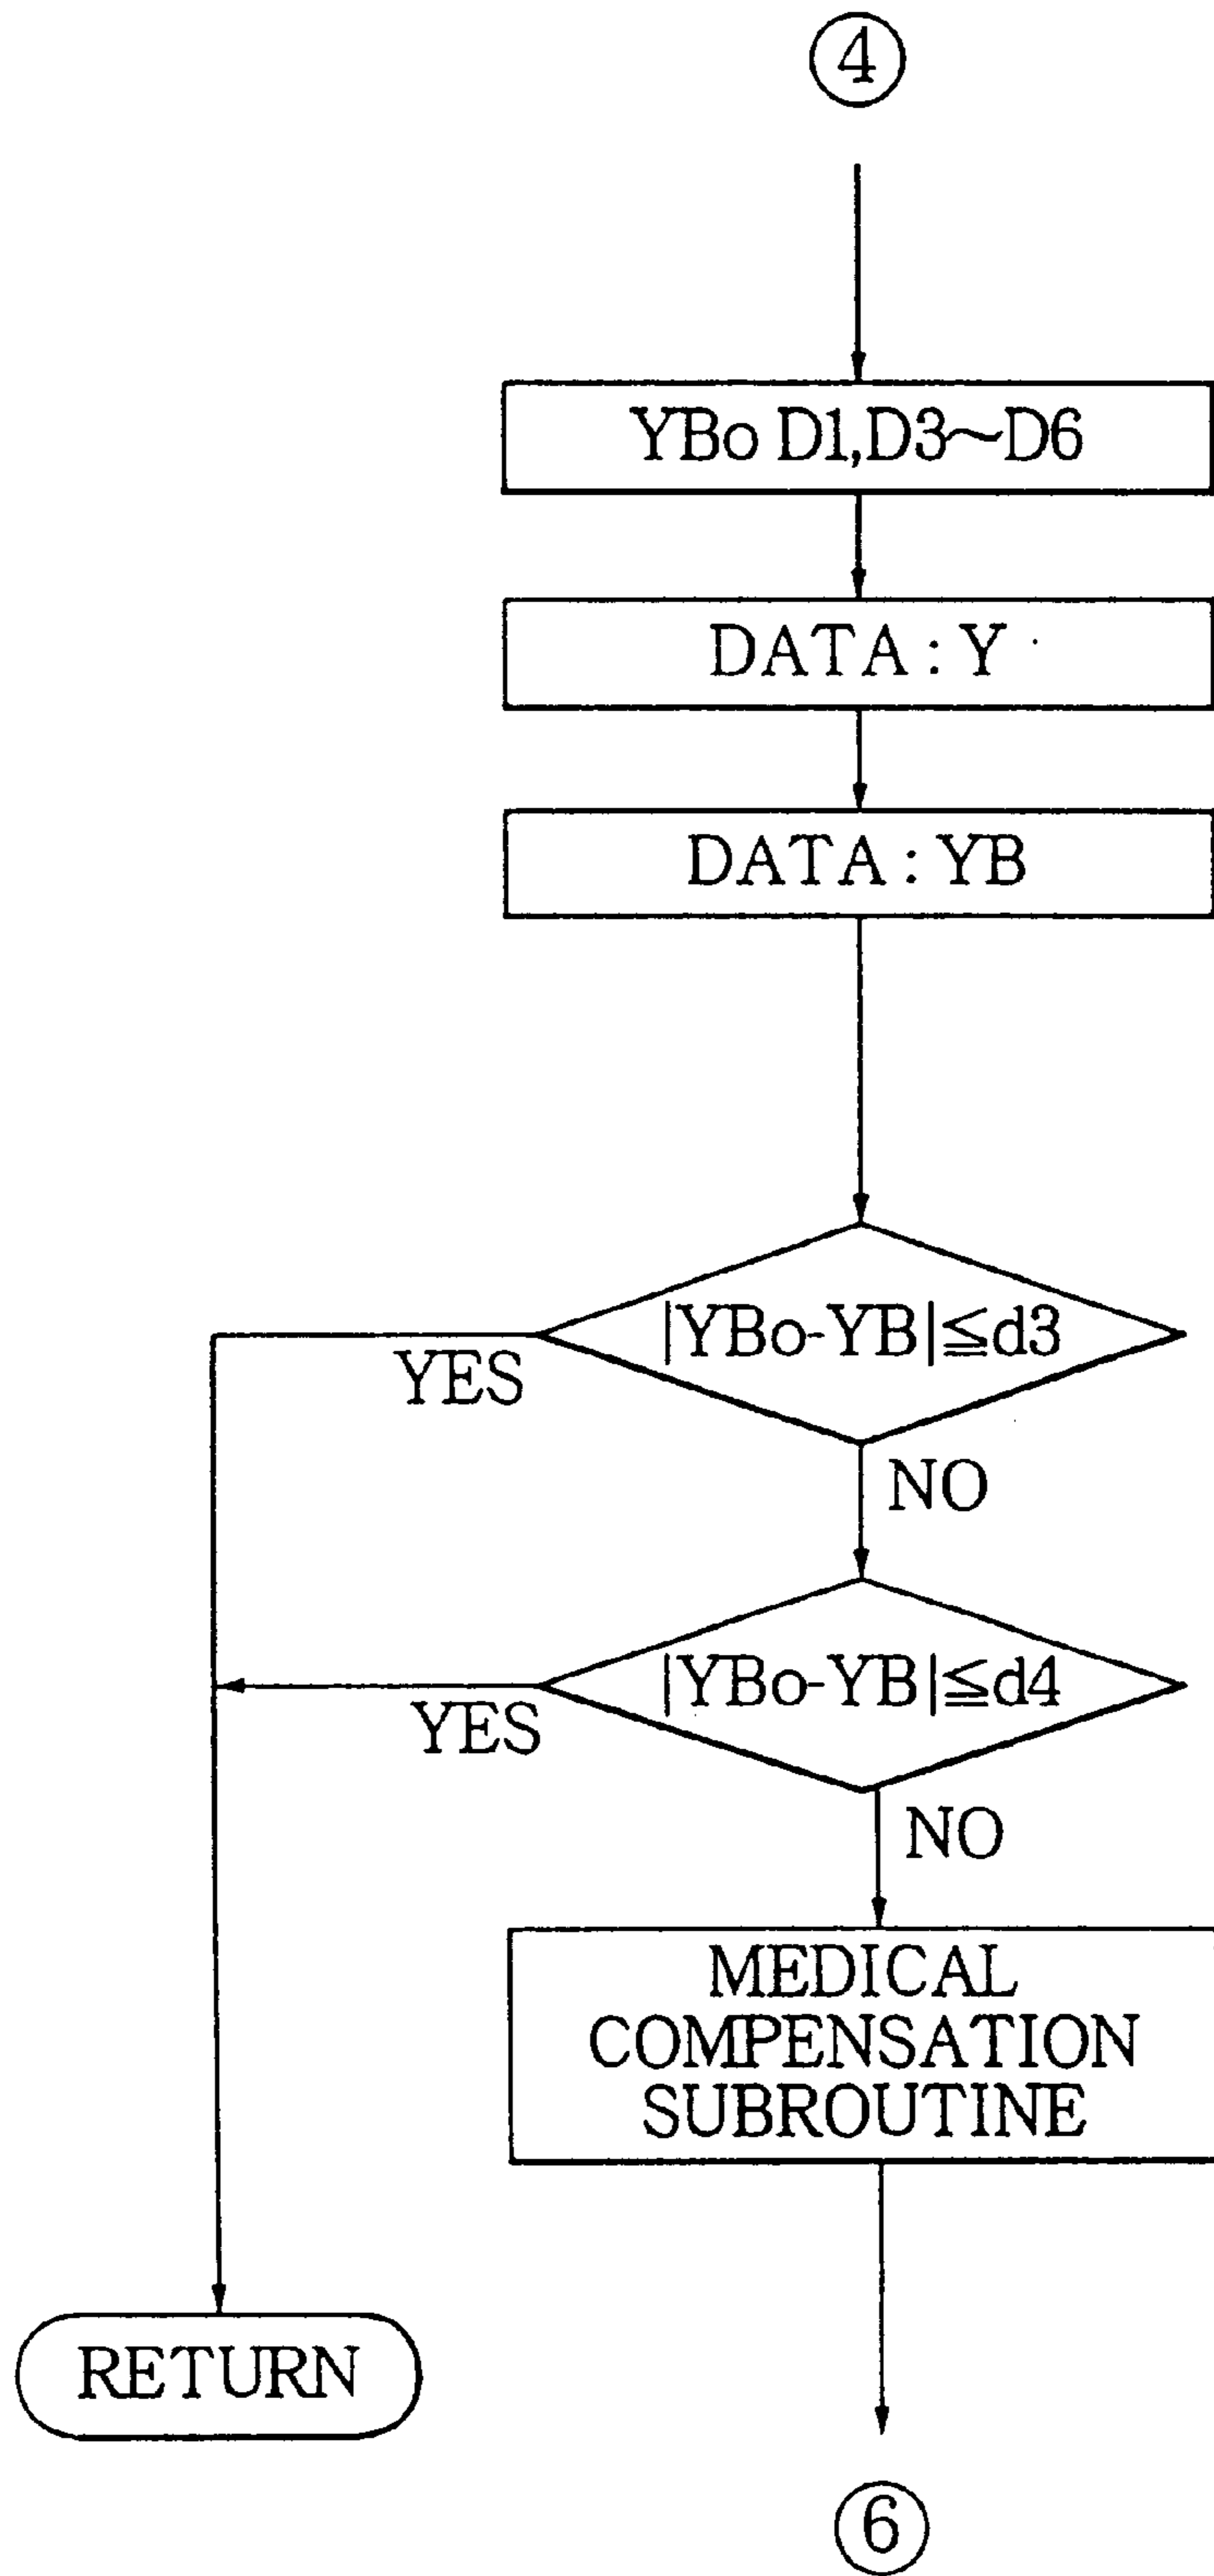 ④
YBo D1,D3~D6
DATA : Y
DATA : YB
|YBo-YB|≦d3
YES
NO
|YBo-YB|≦d4
YES
NO
MEDICAL
COMPENSATION
SUBROUTINE
RETURN
⑥